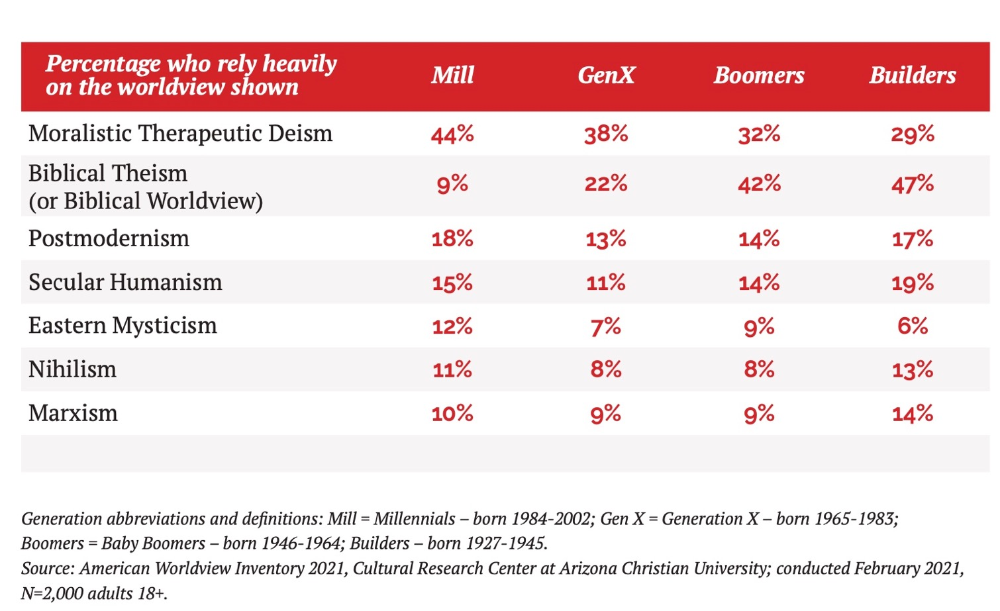 Percentage who rely heavily
on the worldview shown Mill GenX Boomers Builders
Moralistic Therapeutic Deism 44% 38% 32% 29%
Biblical Theism
(or Biblical Worldview) 9% 22% 42% 47%
Postmodernism 18% 13% 14% 17%
Secular Humanism 15% 11% 14% 19%
Eastern Mysticism 12% 7% 9% 6%
Nihilism 11% 8% 8% 13%
Marxism 10% 9% 9% 14%
Generation abbreviations and definitions: Mill = Millennials – born 1984-2002; Gen X = Generation X – born 1965-1983;
Boomers = Baby Boomers – born 1946-1964; Builders – born 1927-1945.
Source: American Worldview Inventory 2021, Cultural Research Center at Arizona Christian University; conducted February 2021,
N=2,000 adults 18+.